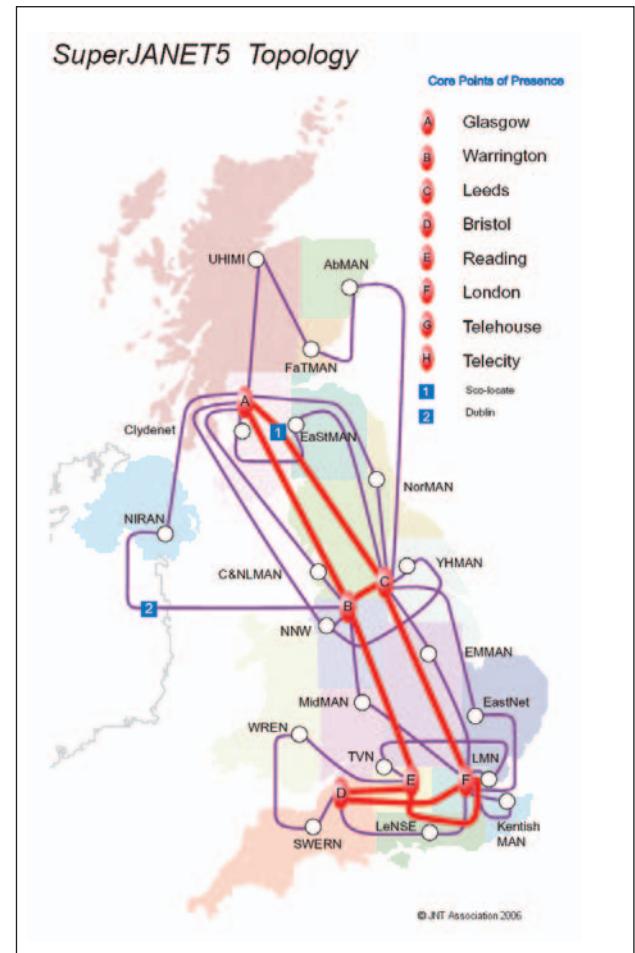 SuperJANET5 Topology
Core Points of Presence
A Glasgow
B Warrington
C Leeds
D Bristol
E Reading
F London
G Telehouse
H Telecity
1 Sco-locate
2 Dublin
UHIMI
AbMAN
FaTMAN
A
Clydenet
1
EaStMAN
NorMAN
NIRAN
YHMAN
C&NLMAN
C
B
2
NNW
EMMAN
MidMAN
EastNet
WREN
TVN
LMN
E
F
D
LeNSE
Kentish
MAN
SWERN
© JNT Association 2006